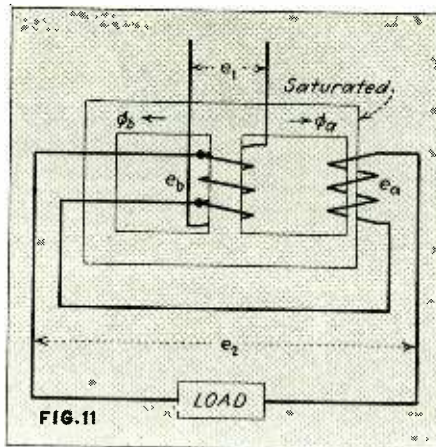 e₁
Saturated.
ϕb ← → ϕa
eb
ea
e₂
LOAD
FIG.11